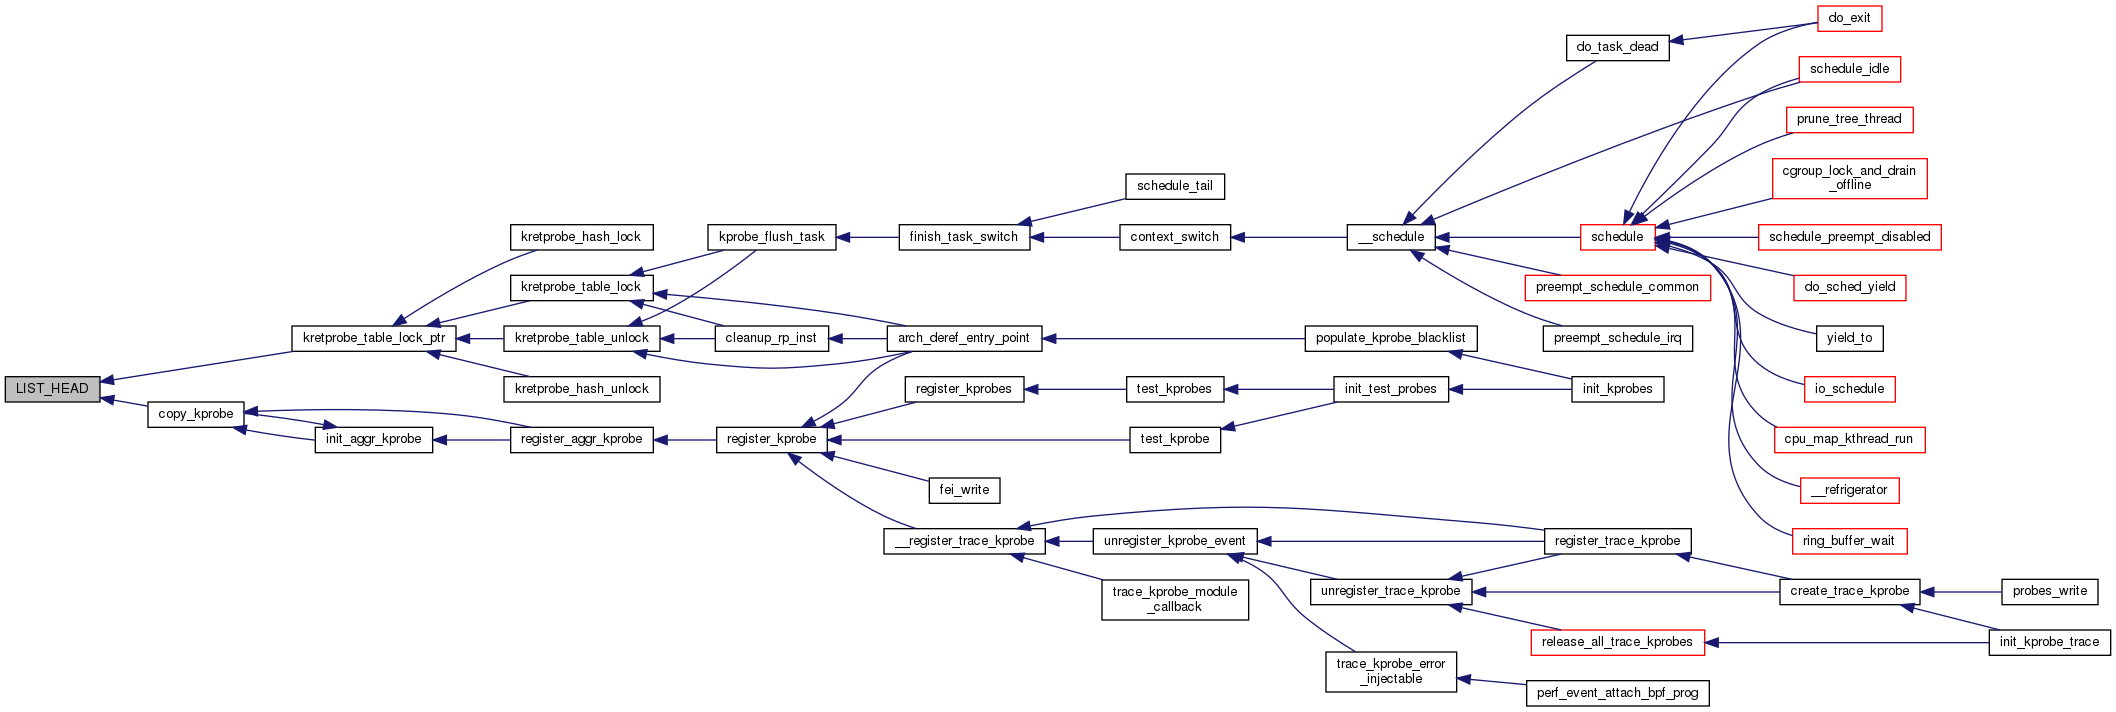 do_exit
do_task_dead
schedule_idle
prune_tree_thread
cgroup_lock_and_drain
_offline
schedule_tail
kretprobe_hash_lock
kprobe_flush_task
finish_task_switch
context_switch
__schedule
schedule
schedule_preempt_disabled
kretprobe_table_lock
preempt_schedule_common
do_sched_yield
kretprobe_table_lock_ptr
kretprobe_table_unlock
cleanup_rp_inst
arch_deref_entry_point
populate_kprobe_blacklist
preempt_schedule_irq
yield_to
LIST_HEAD
kretprobe_hash_unlock
register_kprobes
test_kprobes
init_test_probes
init_kprobes
io_schedule
copy_kprobe
init_aggr_kprobe
register_aggr_kprobe
register_kprobe
test_kprobe
cpu_map_kthread_run
fei_write
__refrigerator
__register_trace_kprobe
unregister_kprobe_event
register_trace_kprobe
ring_buffer_wait
trace_kprobe_module
_callback
unregister_trace_kprobe
create_trace_kprobe
probes_write
release_all_trace_kprobes
init_kprobe_trace
trace_kprobe_error
_injectable
perf_event_attach_bpf_prog